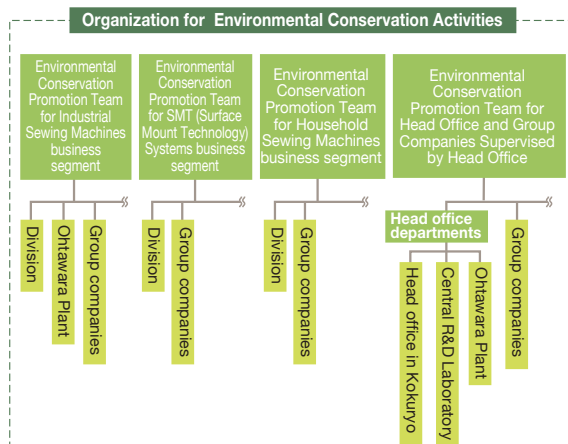 Organization for Environmental Conservation Activities
Environmental
Conservation
Promotion Team
for Industrial
Sewing Machines
business
segment
Environmental
Conservation
Promotion Team
for SMT (Surface
Mount Technology)
Systems business
segment
Environmental
Conservation
Promotion Team
for Household
Sewing Machines
business segment
Environmental
Conservation
Promotion Team for
Head Office and Group
Companies Supervised
by Head Office
Division
Ohtawara Plant
Group companies
Division
Group companies
Division
Group companies
Head office
departments
Head office in Kokuryo
Central R&D Laboratory
Ohtawara Plant
Group companies